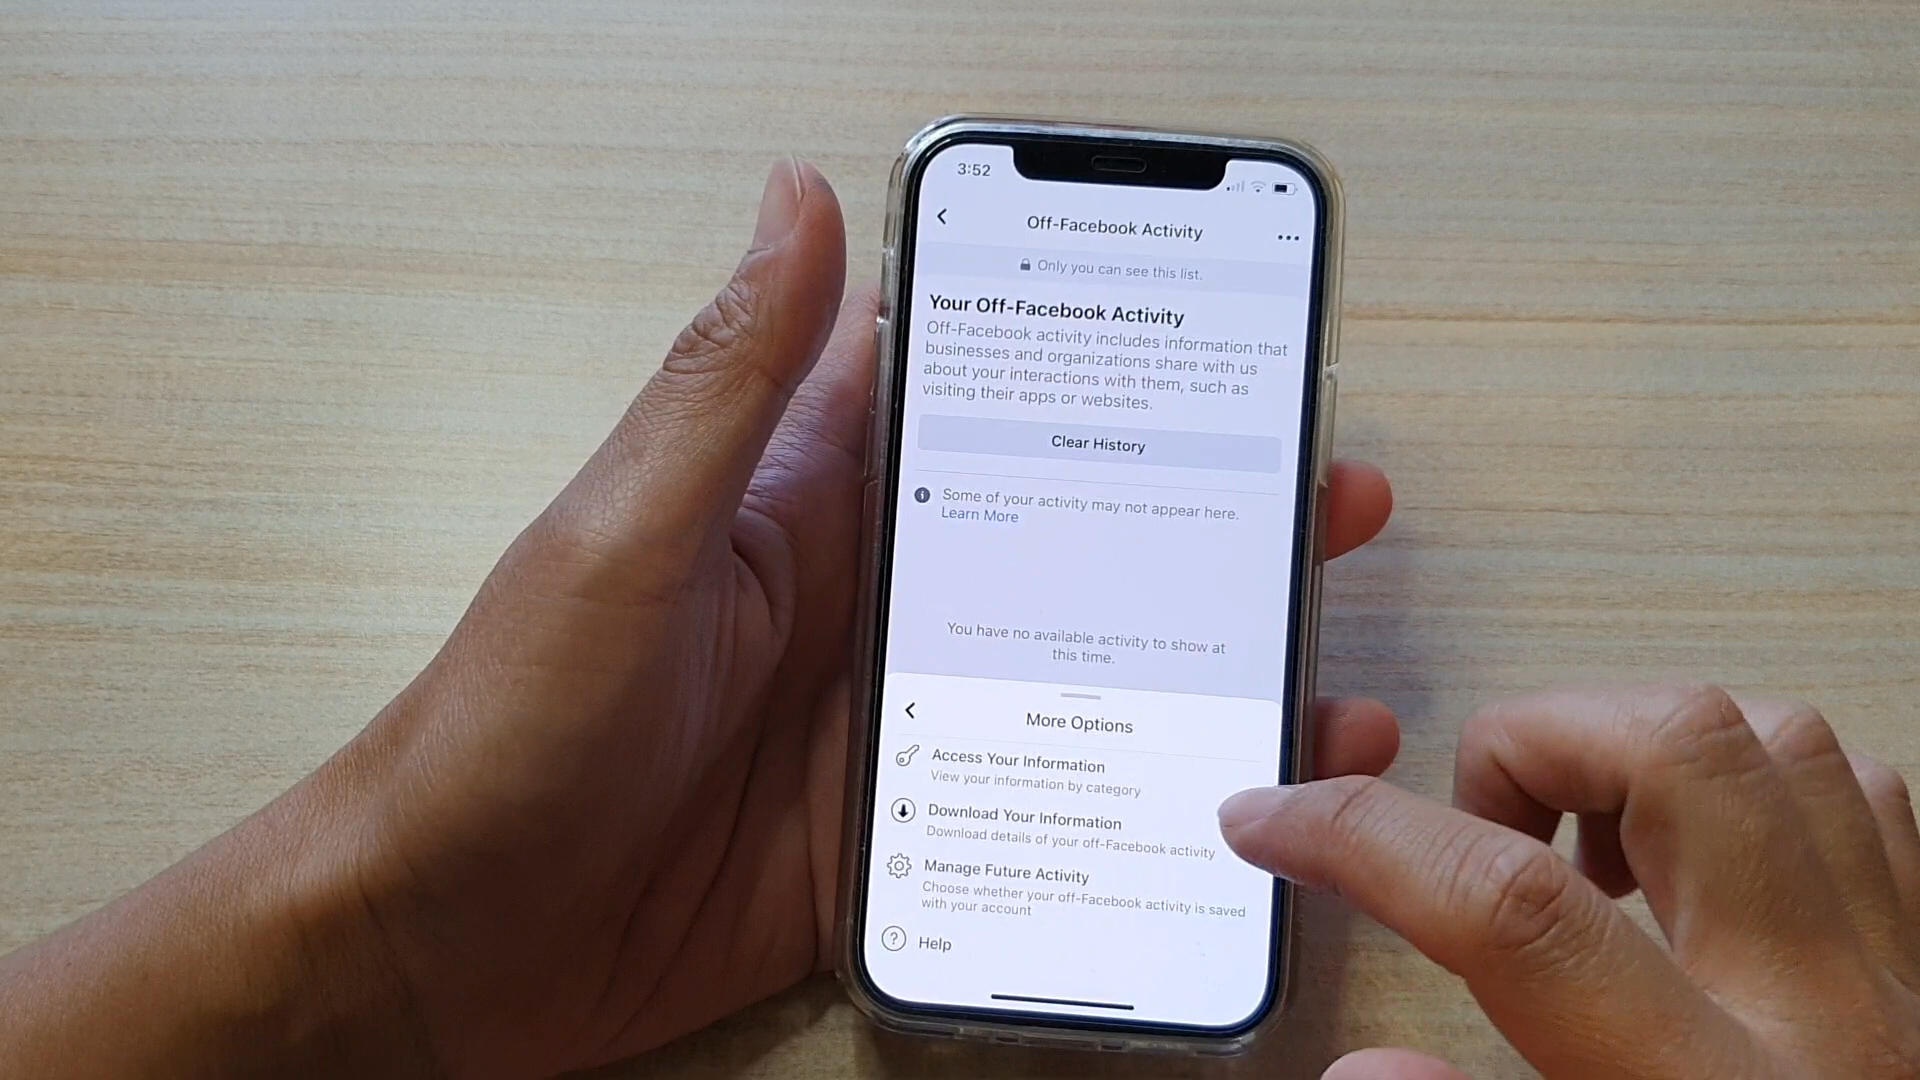 3:52
Off-Facebook Activity
Only you can see this list.
Your Off-Facebook Activity
Off-Facebook activity includes information that
businesses and organizations share with us
about your interactions with them, such as
visiting their apps or websites.
Clear History
Some of your activity may not appear here.
Learn More
You have no available activity to show at
this time.
More Options
Access Your Information
View your information by category
Download Your Information
Download details of your off-Facebook activity
Manage Future Activity
Choose whether your off-Facebook activity is saved
with your account
Help